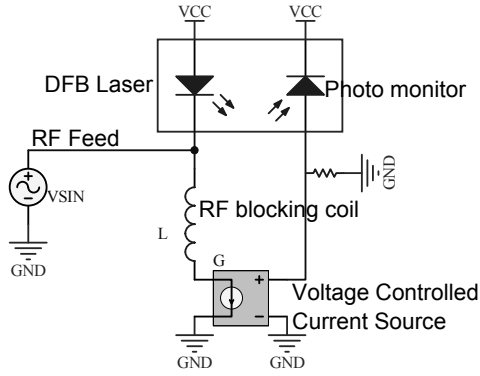 VCC
VCC
DFB Laser
Photo monitor
RF Feed
VSIN
GND
GND
RF blocking coil
L
G
+
−
Voltage Controlled
Current Source
GND
GND